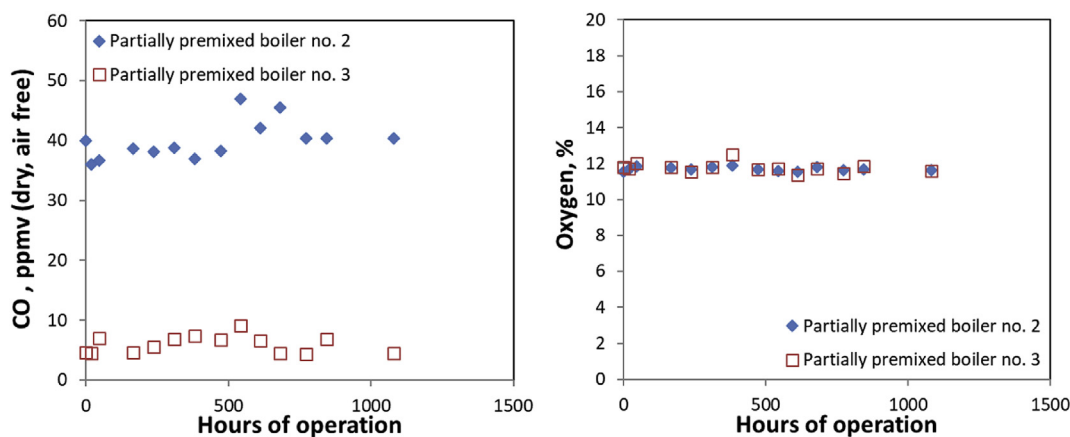 60
50
40
30
20
10
0
CO , ppmv (dry, air free)
Partially premixed boiler no. 2
Partially premixed boiler no. 3
0 500 1000 1500
Hours of operation
20
18
16
14
12
10
8
6
4
2
0
Oxygen, %
Partially premixed boiler no. 2
Partially premixed boiler no. 3
0 500 1000 1500
Hours of operation